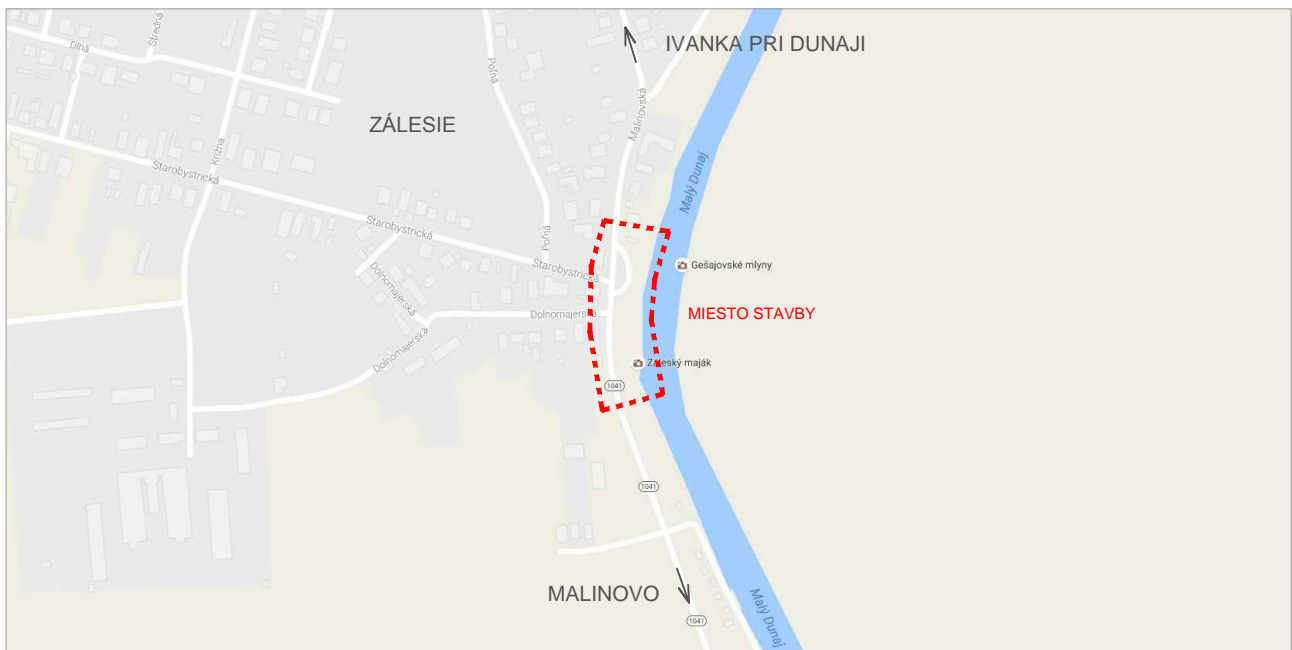 IVANKA PRI DUNAJI
Dlhá
Stredná
Poľná
Malinovská
ZÁLESIE
Krížna
Starobystrická
Malý Dunaj
Starobystrická
Poľná
Starobystrická
Gešajovské mlyny
Dolnomajerská
Dolnomajerská
MIESTO STAVBY
Dolnomajerská
Záleský maják
1041
1041
MALINOVO
Malý Dunaj
1041